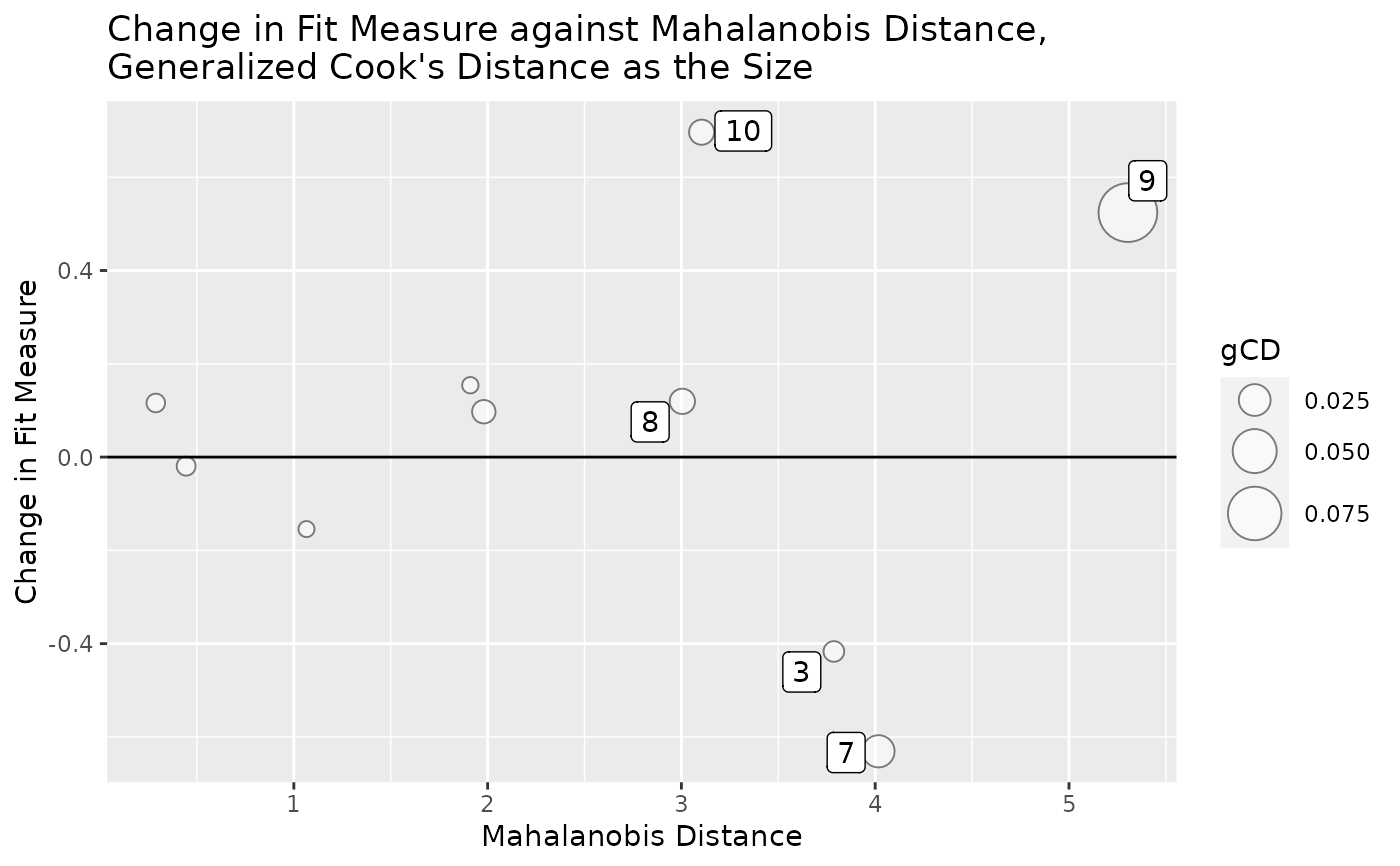 Change in Fit Measure against Mahalanobis Distance,
Generalized Cook's Distance as the Size
Change in Fit Measure
0.4
0.0
-0.4
10
9
8
3
7
1 2 3 4 5
Mahalanobis Distance
gCD
0.025
0.050
0.075